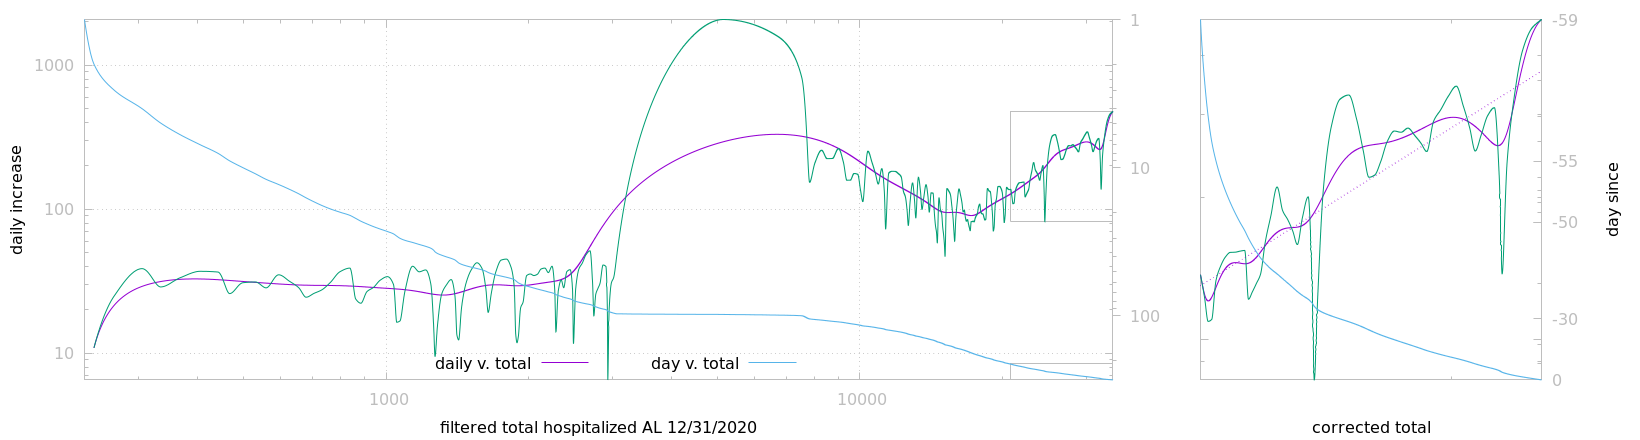 daily increase
1000
100
10
1000
10000
filtered total hospitalized AL 12/31/2020
daily v. total
day v. total
1
10
100
-59
-55
-50
-30
0
day since
corrected total